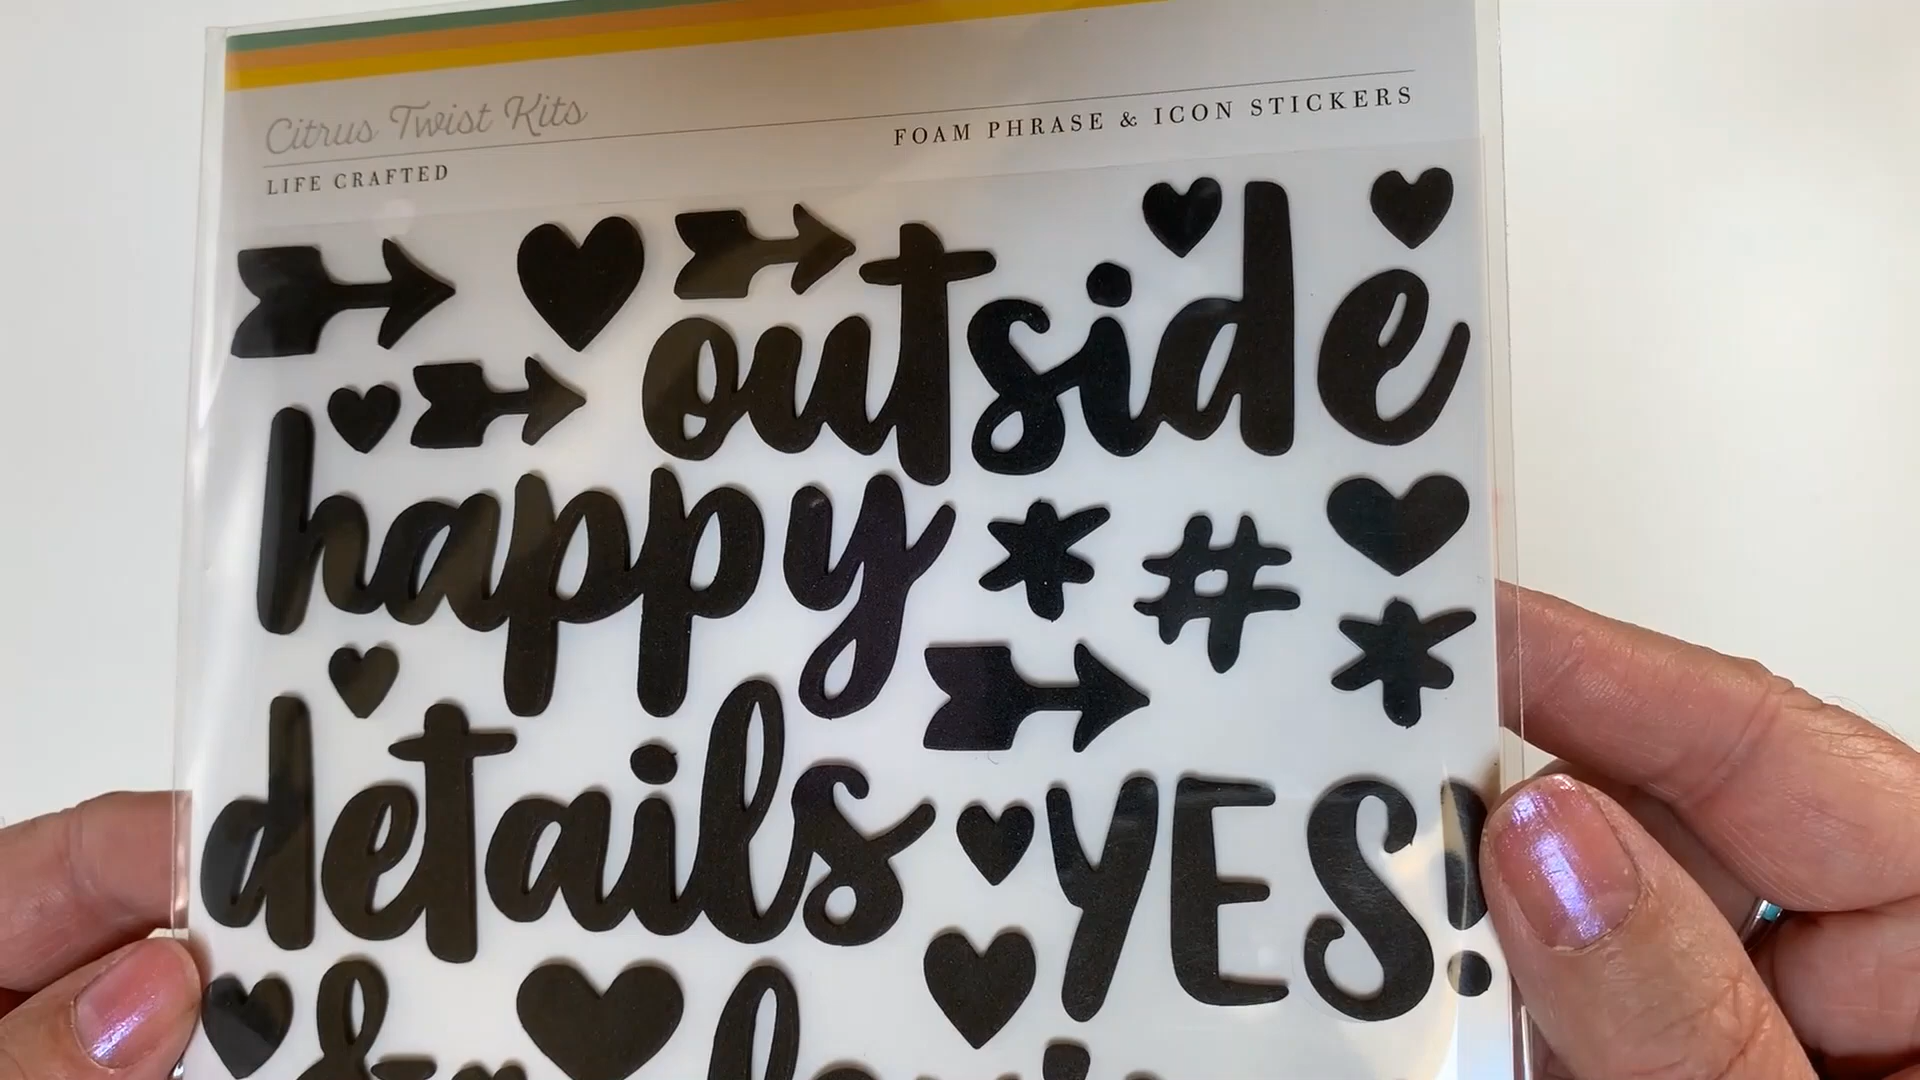 Citrus Twist Kits
LIFE CRAFTED
FOAM PHRASE & ICON STICKERS
outside
happy
#
details
YES!
&